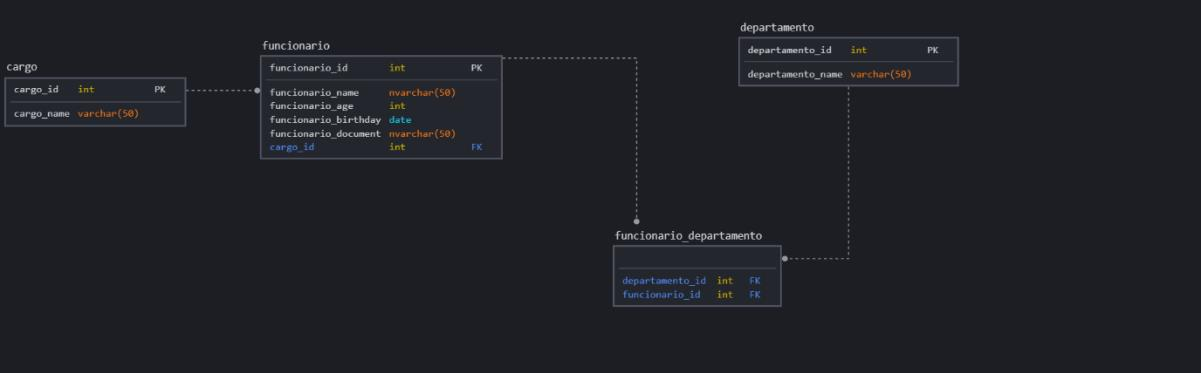 cargo
cargo_id int PK
cargo_name varchar(50)
funcionario
funcionario_id int PK
funcionario_name nvarchar(50)
funcionario_age int
funcionario_birthday date
funcionario_document nvarchar(50)
cargo_id int FK
departamento
departamento_id int PK
departamento_name varchar(50)
funcionario_departamento
departamento_id int FK
funcionario_id int FK